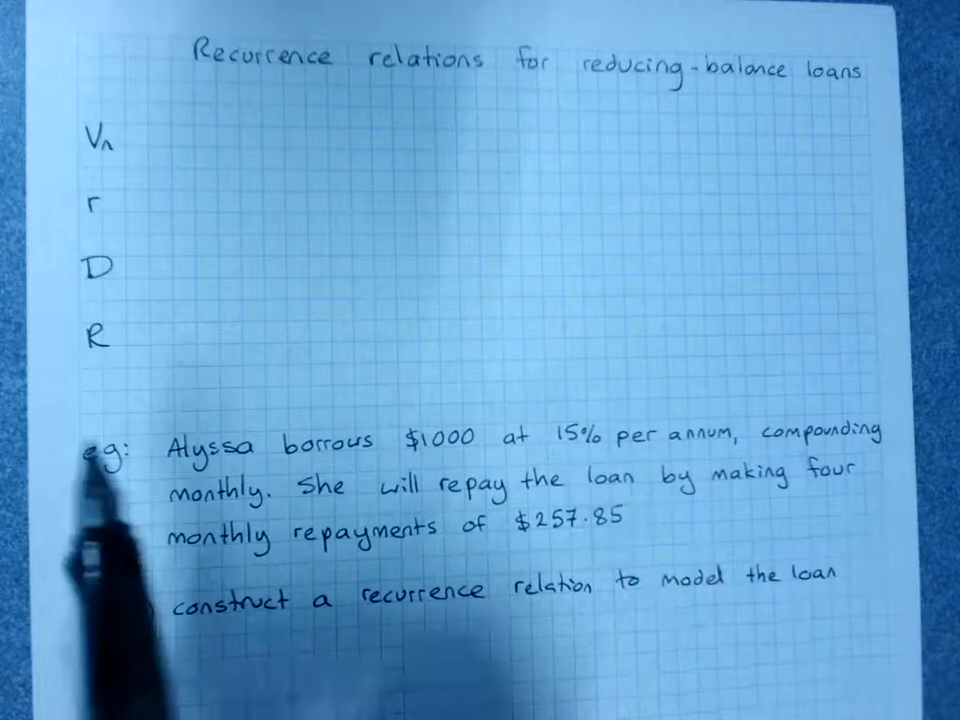 Recurrence relations for reducing-balance loans
Vn
r
D
R
eg: Alyssa borrows $1000 at 15% per annum, compounding
monthly. She will repay the loan by making four
monthly repayments of $257.85
construct a recurrence relation to model the loan